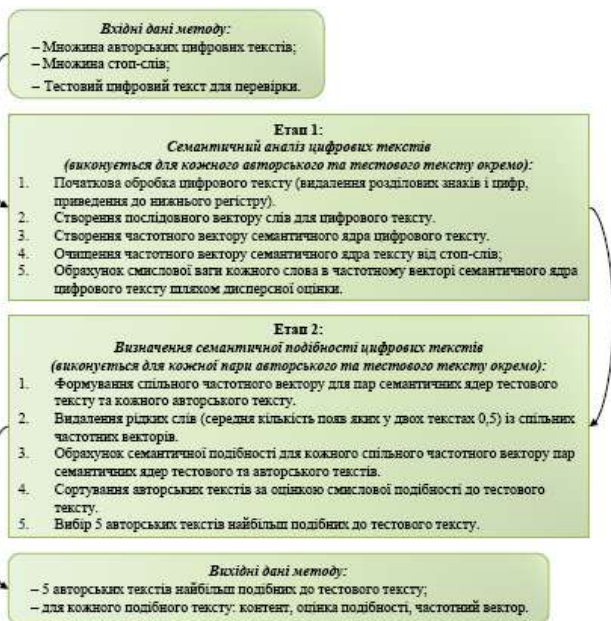 Вхідні дані методу:
– Множина авторських цифрових текстів;
– Множина стоп-слів;
– Тестовий цифровий текст для перевірки.
Етап 1:
Семантичний аналіз цифрових текстів
(виконується для кожного авторського та тестового тексту окремо):
1. Початкова обробка цифрового тексту (видалення розділових знаків і цифр,
приведення до нижнього регістру).
2. Створення послідовного вектору слів для цифрового тексту.
3. Створення частотного вектору семантичного ядра цифрового тексту.
4. Очищення частотного вектору семантичного ядра тексту від стоп-слів;
5. Обрахунок смислової ваги кожного слова в частотному векторі семантичного ядра
цифрового тексту шляхом дисперсної оцінки.
Етап 2:
Визначення семантичної подібності цифрових текстів
(виконується для кожної пари авторського та тестового тексту окремо):
1. Формування спільного частотного вектору для пар семантичних ядер тестового
тексту та кожного авторського тексту.
2. Видалення рідких слів (середня кількість появ яких у двох текстах 0,5) із спільних
частотних векторів.
3. Обрахунок семантичної подібності для кожного спільного частотного вектору пар
семантичних ядер тестового та авторського текстів.
4. Сортування авторських текстів за оцінкою смислової подібності до тестового
тексту.
5. Вибір 5 авторських текстів найбільш подібних до тестового тексту.
Вихідні дані методу:
– 5 авторських текстів найбільш подібних до тестового тексту;
– для кожного подібного тексту: контент, оцінка подібності, частотний вектор.